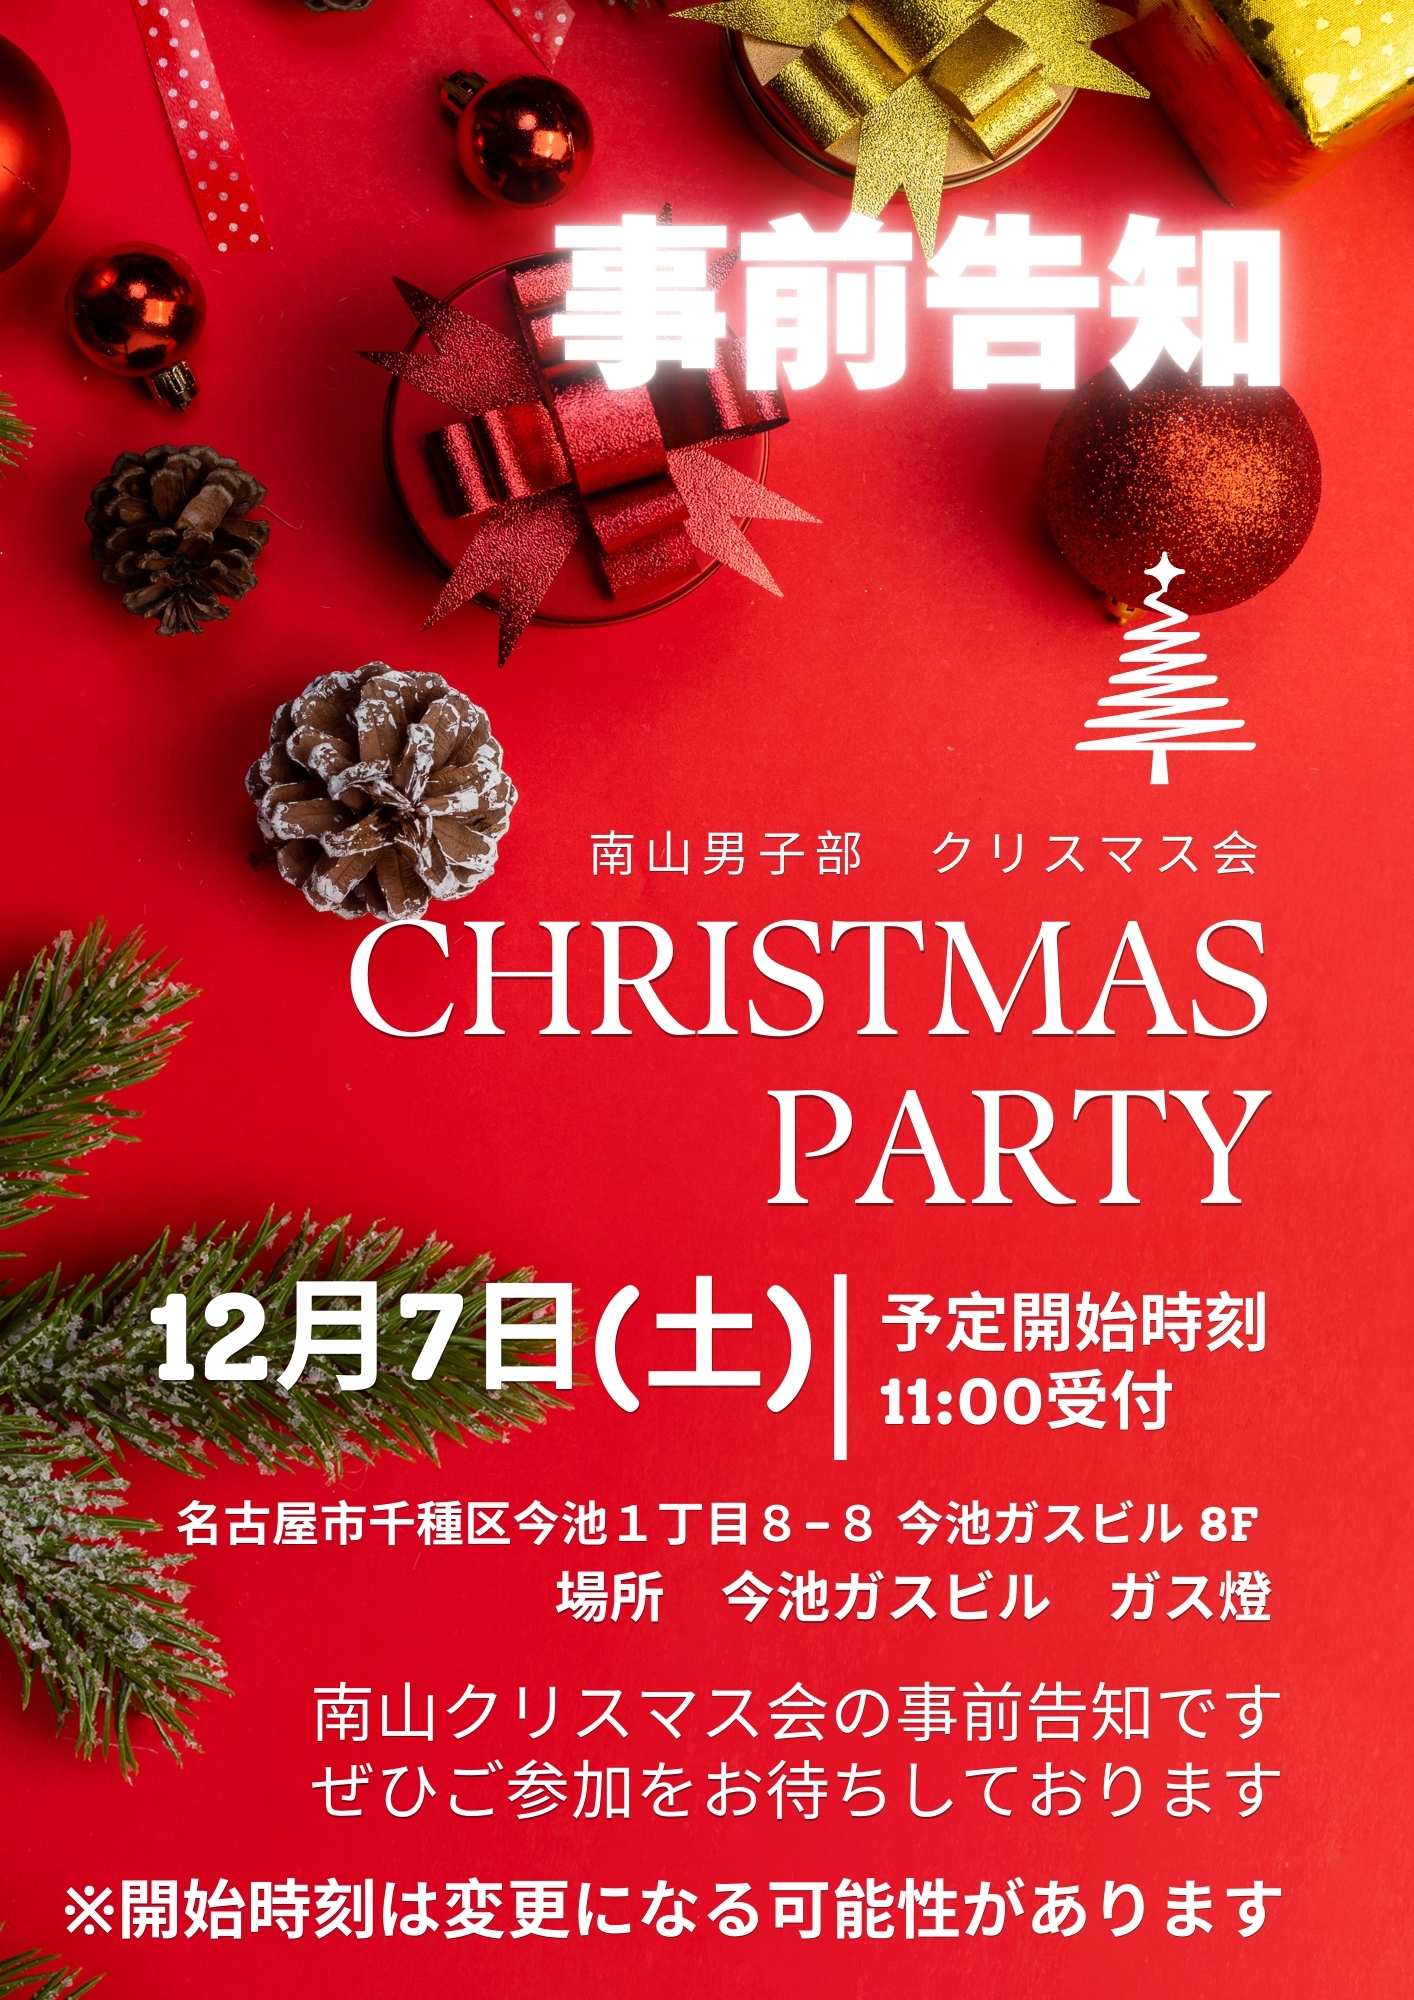 事前告知
南山男子部　クリスマス会
CHRISTMAS
PARTY
12月7日(土)
予定開始時刻
11:00受付
名古屋市千種区今池１丁目８−８ 今池ガスビル 8F
場所　今池ガスビル　ガス燈
南山クリスマス会の事前告知です
ぜひご参加をお待ちしております
※開始時刻は変更になる可能性があります